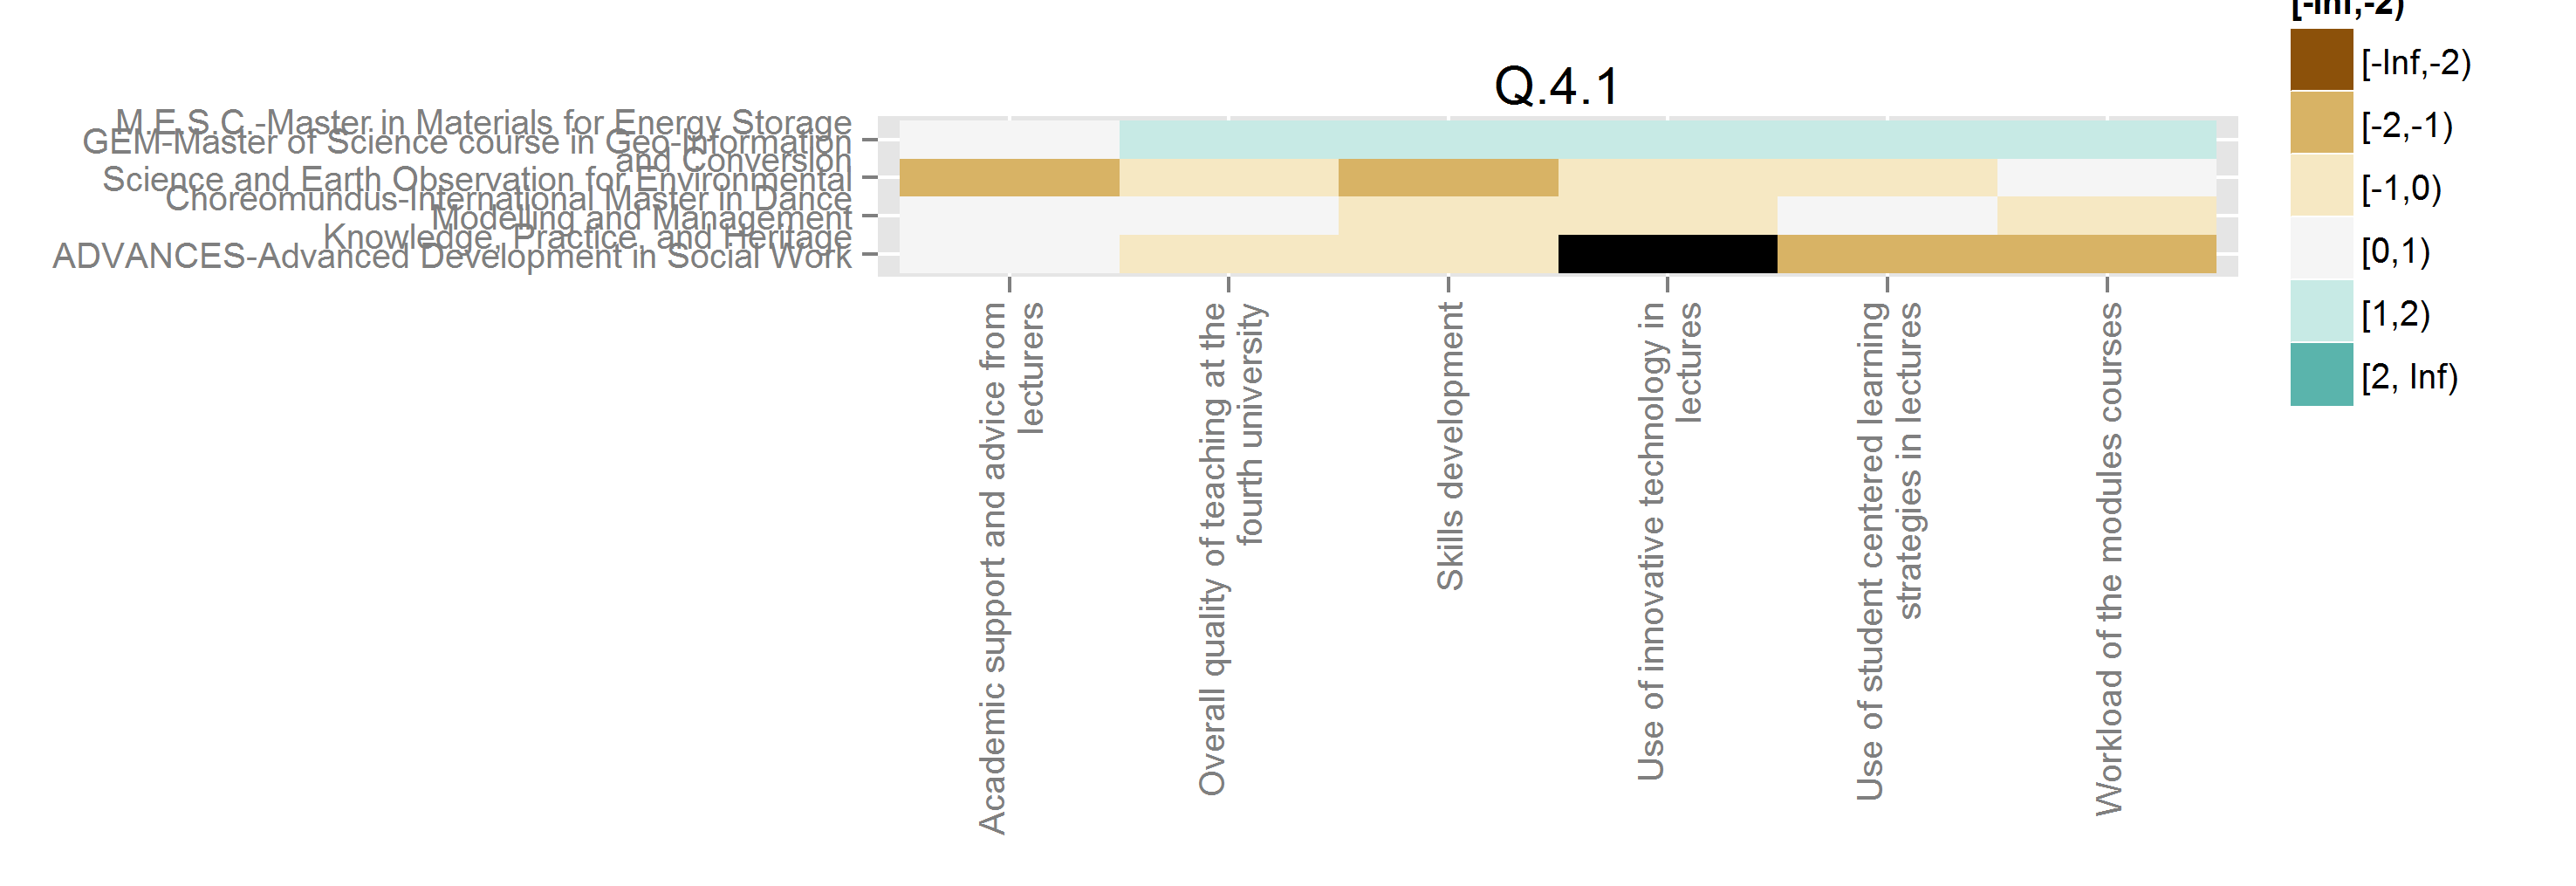 [-Inf,-2)
Q.4.1
M.E.S.C.-Master in Materials for Energy Storage
and Conversion
GEM-Master of Science course in Geo-Information
Science and Earth Observation for Environmental
Modelling and Management
Choreomundus-International Master in Dance
Knowledge, Practice, and Heritage
ADVANCES-Advanced Development in Social Work
Academic support and advice from
lecturers
Overall quality of teaching at the
fourth university
Skills development
Use of innovative technology in
lectures
Use of student centered learning
strategies in lectures
Workload of the modules courses
[-Inf,-2)
[-2,-1)
[-1,0)
[0,1)
[1,2)
[2, Inf)